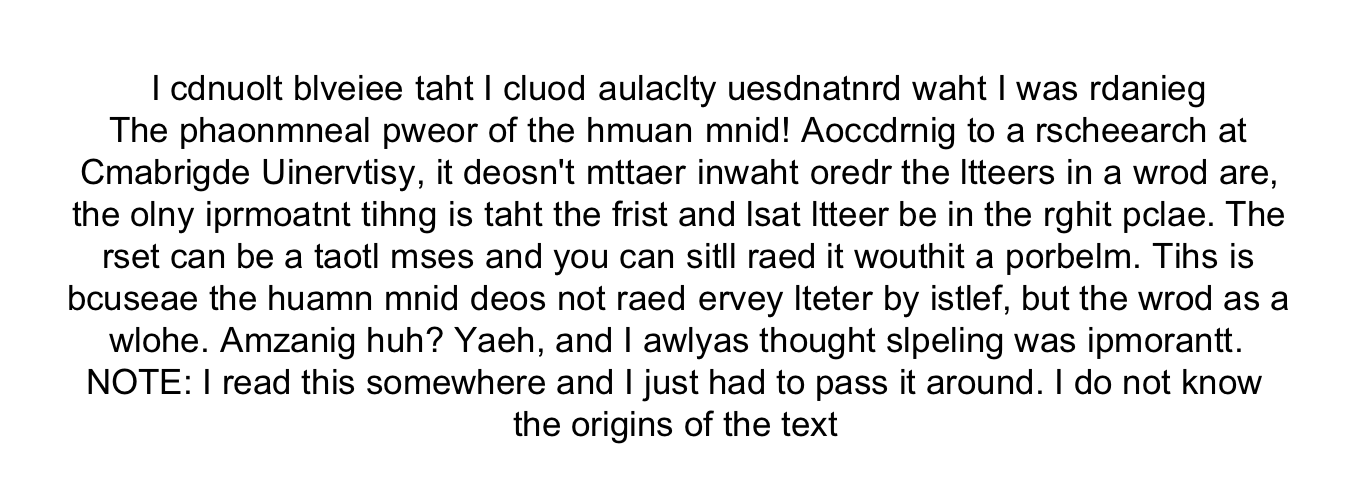 I cdnuolt blveiee taht I cluod aulaclty uesdnatnrd waht I was rdanieg
The phaonmneal pweor of the hmuan mnid! Aoccdrnig to a rscheearch at
Cmabrigde Uinervtisy, it deosn't mttaer inwaht oredr the ltteers in a wrod are,
the olny iprmoatnt tihng is taht the frist and lsat ltteer be in the rghit pclae. The
rset can be a taotl mses and you can sitll raed it wouthit a porbelm. Tihs is
bcuseae the huamn mnid deos not raed ervey lteter by istlef, but the wrod as a
wlohe. Amzanig huh? Yaeh, and I awlyas thought slpeling was ipmorantt.
NOTE: I read this somewhere and I just had to pass it around. I do not know
the origins of the text